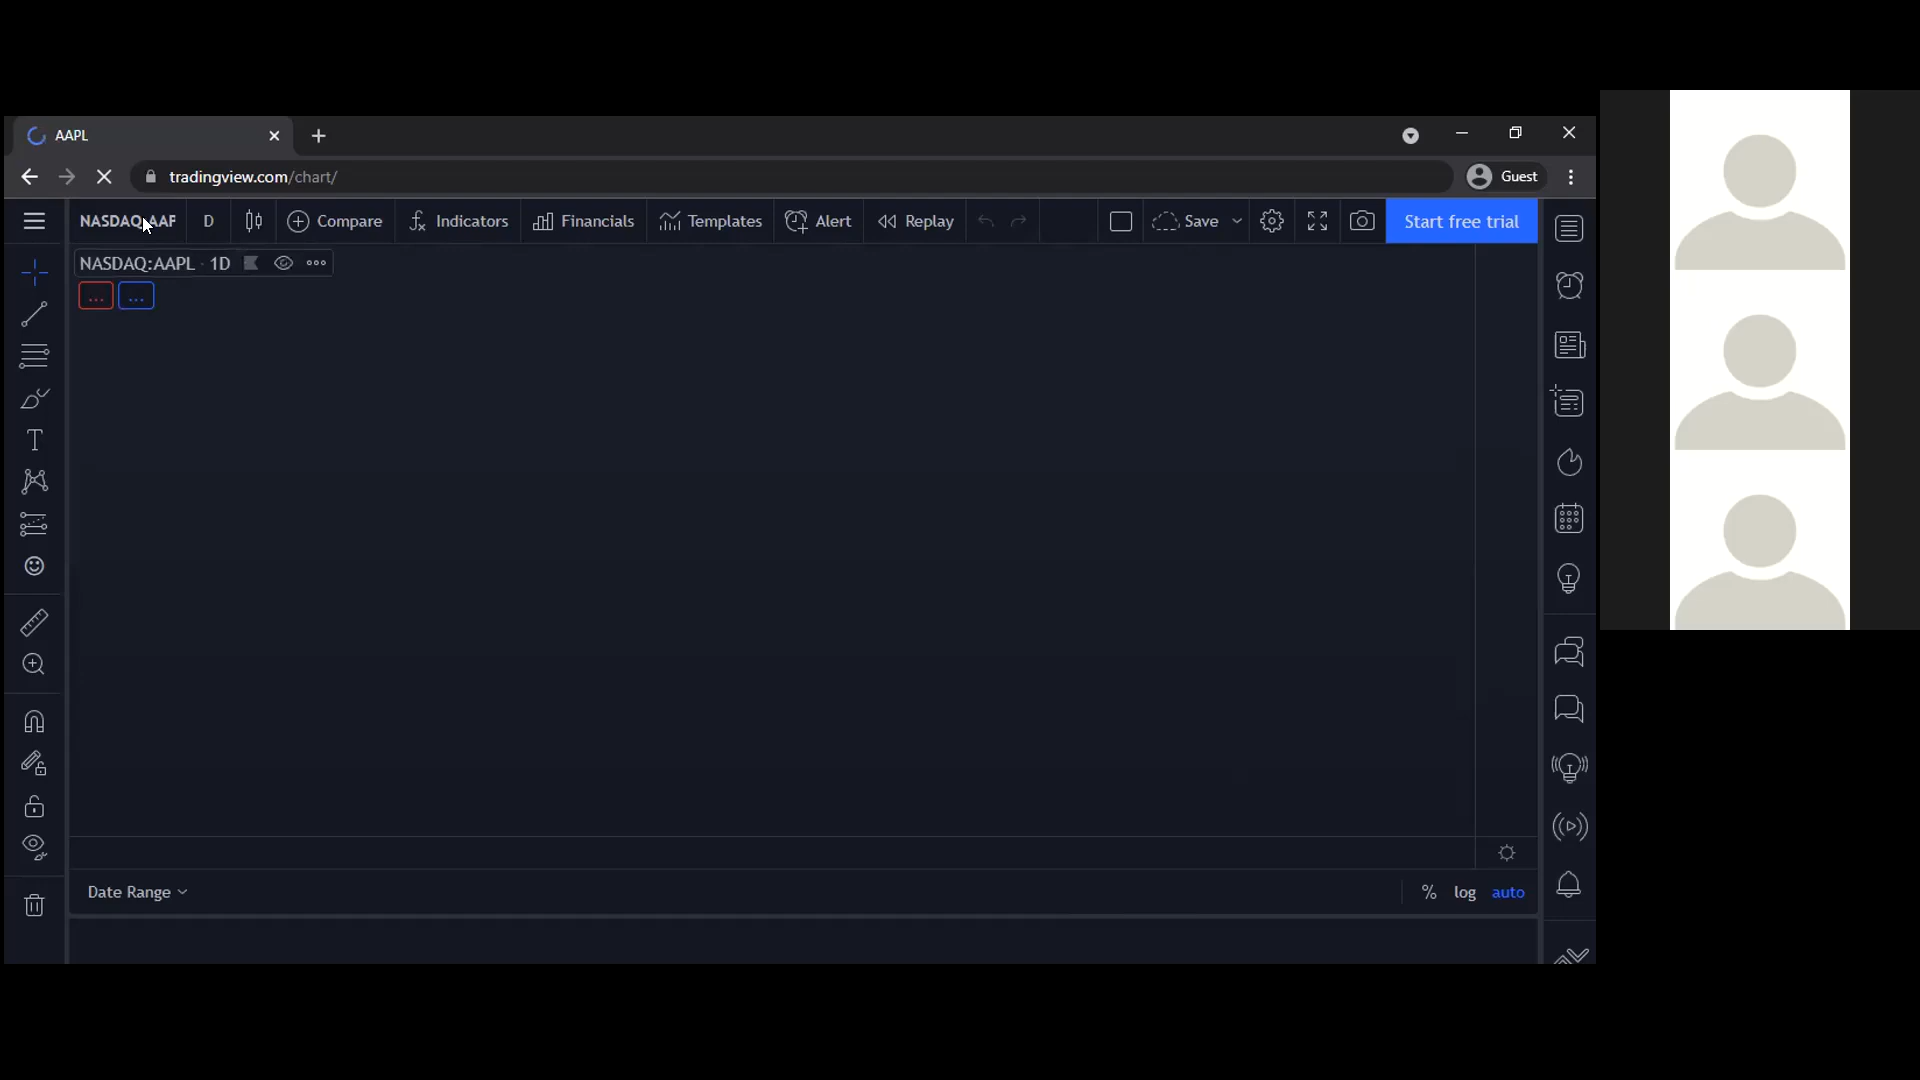 AAPL
tradingview.com/chart/
Guest
NASDAQ:AAP
D
Compare
Indicators
Financials
Templates
Alert
Replay
Save
Start free trial
NASDAQ:AAPL · 1D
... ...
Date Range
%
log
auto